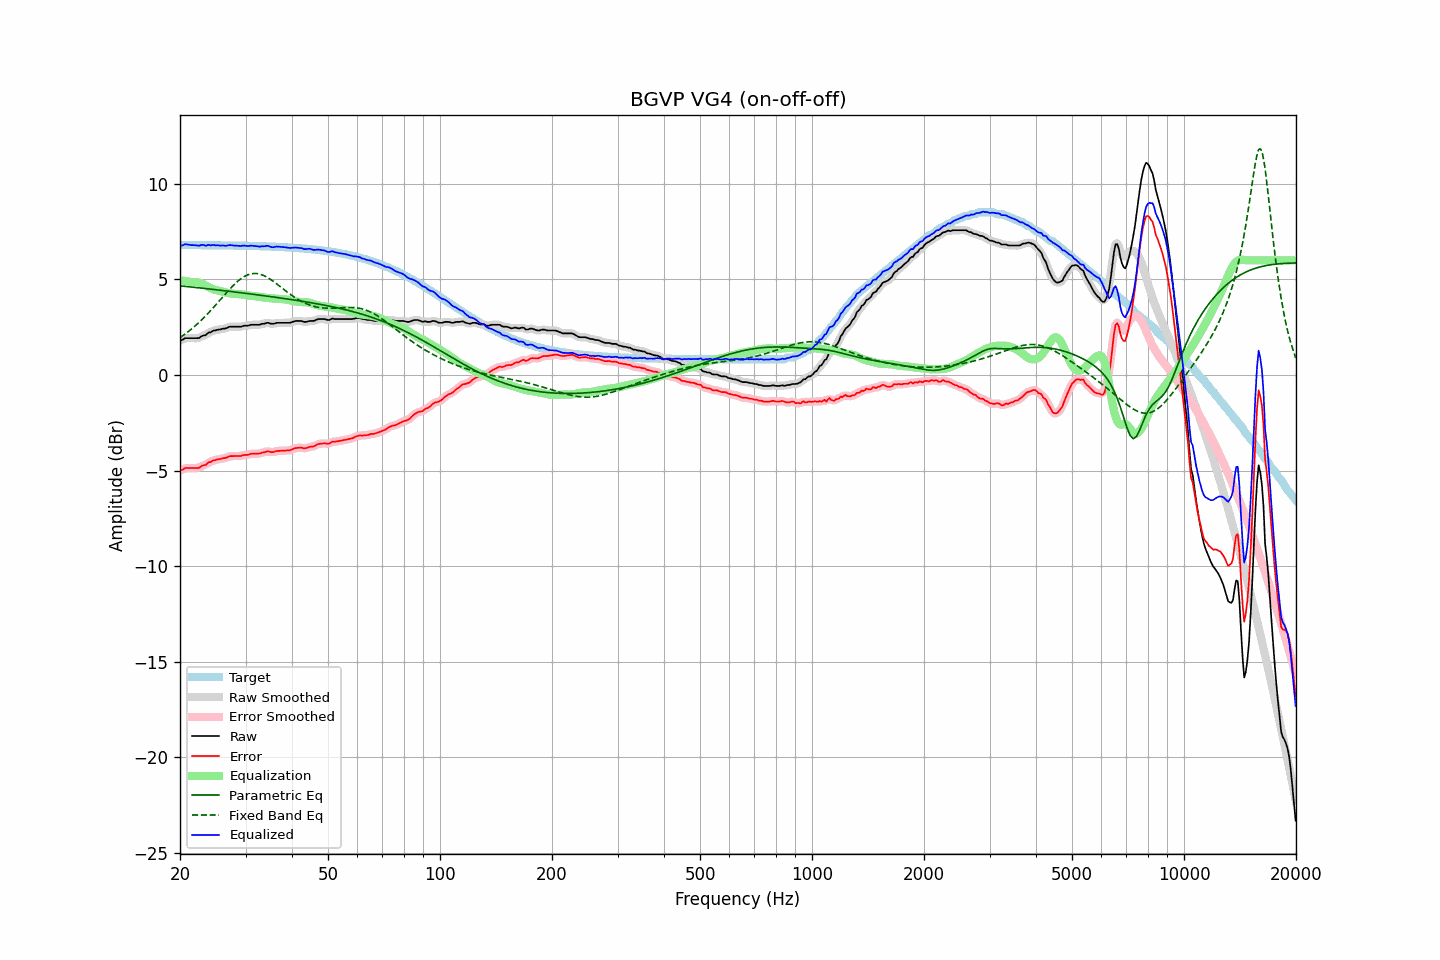 BGVP VG4 (on-off-off)
Amplitude (dBr)
10
5
0
−5
−10
−15
−20
−25
Target
Raw Smoothed
Error Smoothed
Raw
Error
Equalization
Parametric Eq
Fixed Band Eq
Equalized
20 50 100 200 500 1000 2000 5000 10000 20000
Frequency (Hz)